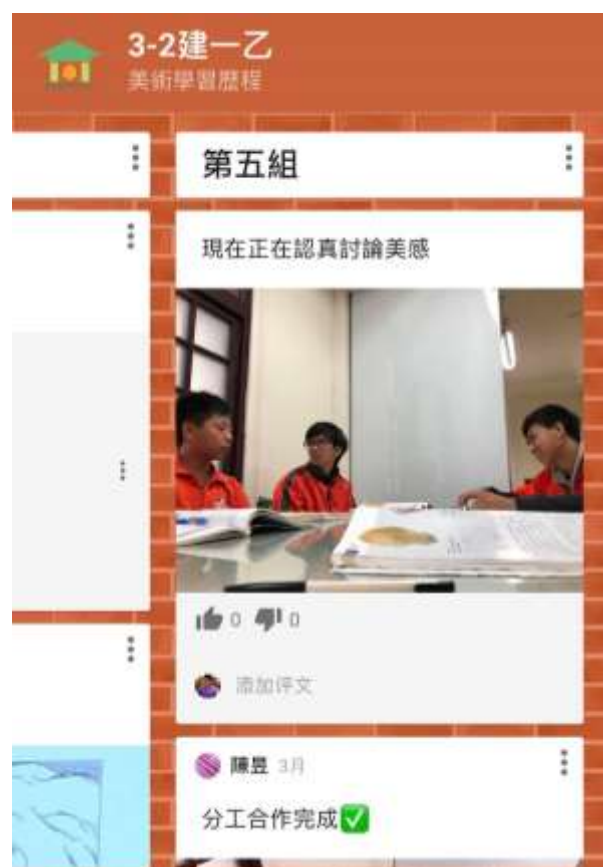 3-2建一乙
美術學習歷程
第五組
現在正在認真討論美感
0
0
添加评文
陳昱 3月
分工合作完成✅